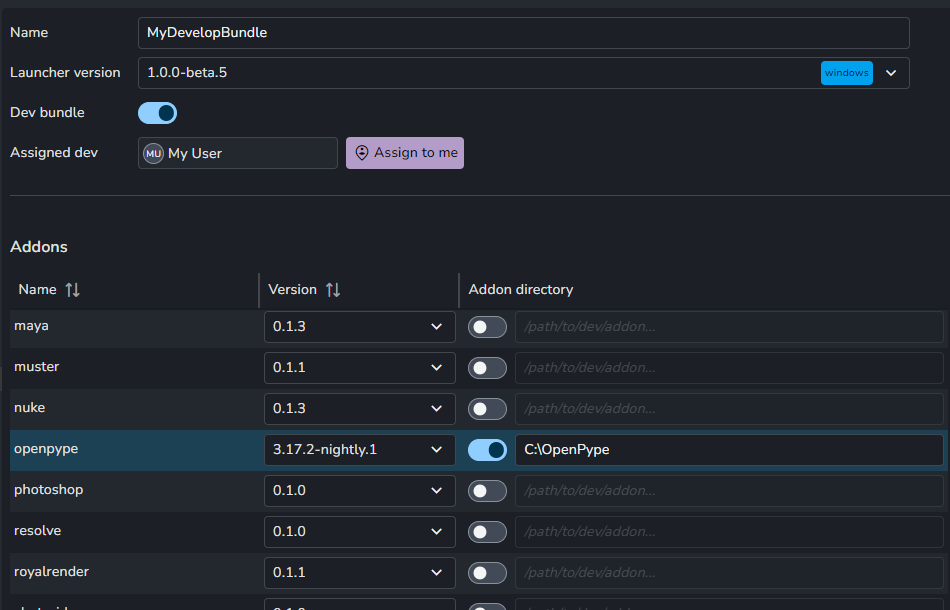 Name MyDevelopBundle
Launcher version 1.0.0-beta.5 windows
Dev bundle
Assigned dev MU My User Assign to me
Addons
Name Version Addon directory
maya 0.1.3 /path/to/dev/addon...
muster 0.1.1 /path/to/dev/addon...
nuke 0.1.3 /path/to/dev/addon...
openpype 3.17.2-nightly.1 C:\OpenPype
photoshop 0.1.0 /path/to/dev/addon...
resolve 0.1.0 /path/to/dev/addon...
royalrender 0.1.1 /path/to/dev/addon...